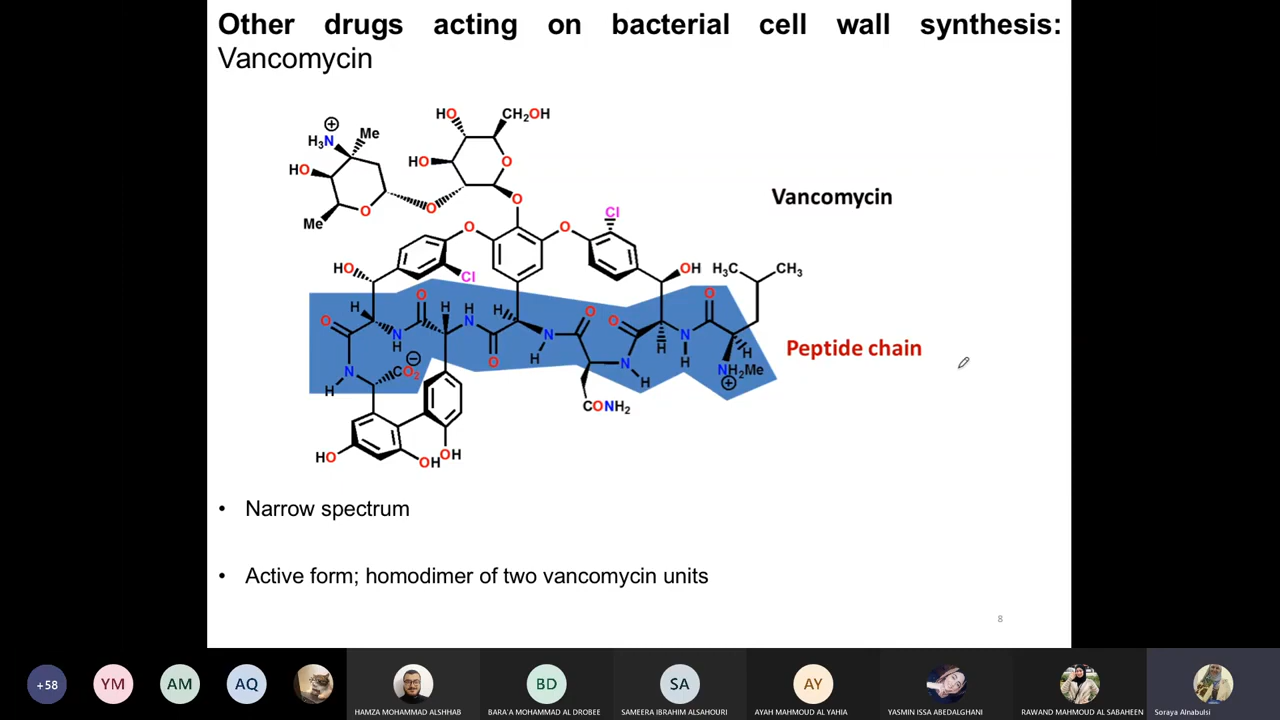 Other drugs acting on bacterial cell wall synthesis:
Vancomycin
HO
CH₂OH
⊕
H₃N
Me
HO
HO
O
HO
O
O
O
Me
O
O
Cl
HO
Cl
OH
H₃C
CH₃
O
H
O
H
H
H
O
O
O
N
H
N
H
O
N
H
N
H
H
N
H
H
N
H
CO₂
⊖
NH₂Me
⊕
CONH₂
HO
OH
OH
Vancomycin
Peptide chain
• Narrow spectrum
• Active form; homodimer of two vancomycin units
8
+58
YM
AM
AQ
BD
SA
AY
HAMZA MOHAMMAD ALSHHAB
BARA'A MOHAMMAD AL DROBEE
SAMEERA IBRAHIM ALSAHOURI
AYAH MAHMOUD AL YAHIA
YASMIN ISSA ABEDALGHANI
RAWAND MAHMOUD AL SABAHEEN
Soraya Alnabulsi